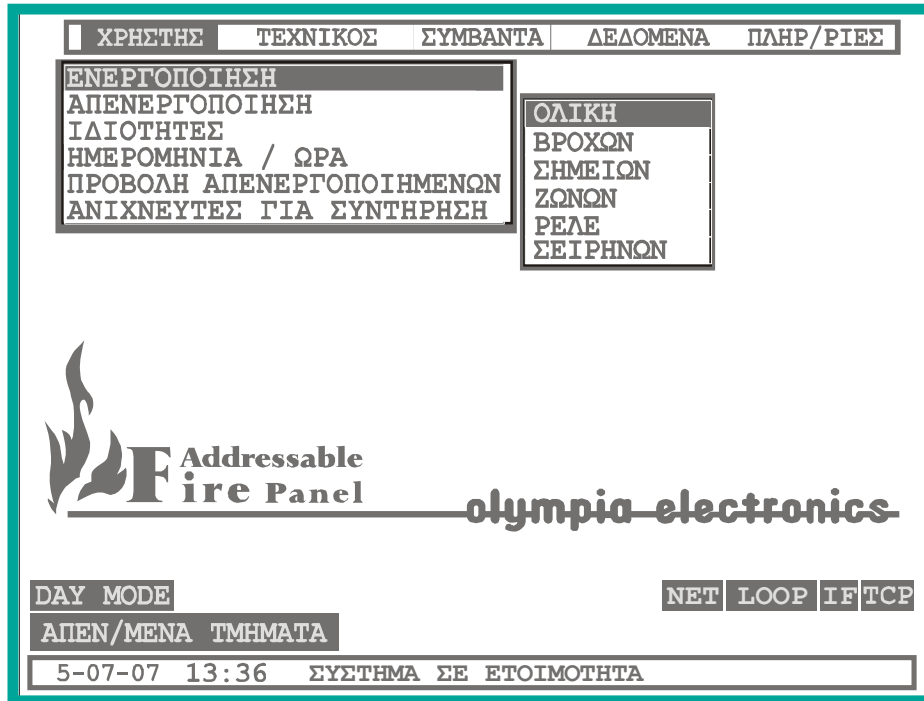 ΧΡΗΣΤΗΣ ΤΕΧΝΙΚΟΣ ΣΥΜΒΑΝΤΑ ΔΕΔΟΜΕΝΑ ΠΛΗΡ/ΡΙΕΣ
ΕΝΕΡΓΟΠΟΙΗΣΗ
ΑΠΕΝΕΡΓΟΠΟΙΗΣΗ
ΙΔΙΟΤΗΤΕΣ
ΗΜΕΡΟΜΗΝΙΑ / ΩΡΑ
ΠΡΟΒΟΛΗ ΑΠΕΝΕΡΓΟΠΟΙΗΜΕΝΩΝ
ΑΝΙΧΝΕΥΤΕΣ ΓΙΑ ΣΥΝΤΗΡΗΣΗ
ΟΛΙΚΗ
ΒΡΟΧΩΝ
ΣΗΜΕΙΩΝ
ΖΩΝΩΝ
ΡΕΛΕ
ΣΕΙΡΗΝΩΝ
Addressable
Fire Panel
olympia electronics
DAY MODE NET LOOP IF TCP
ΑΠΕΝ/ΜΕΝΑ ΤΜΗΜΑΤΑ
5-07-07 13:36 ΣΥΣΤΗΜΑ ΣΕ ΕΤΟΙΜΟΤΗΤΑ